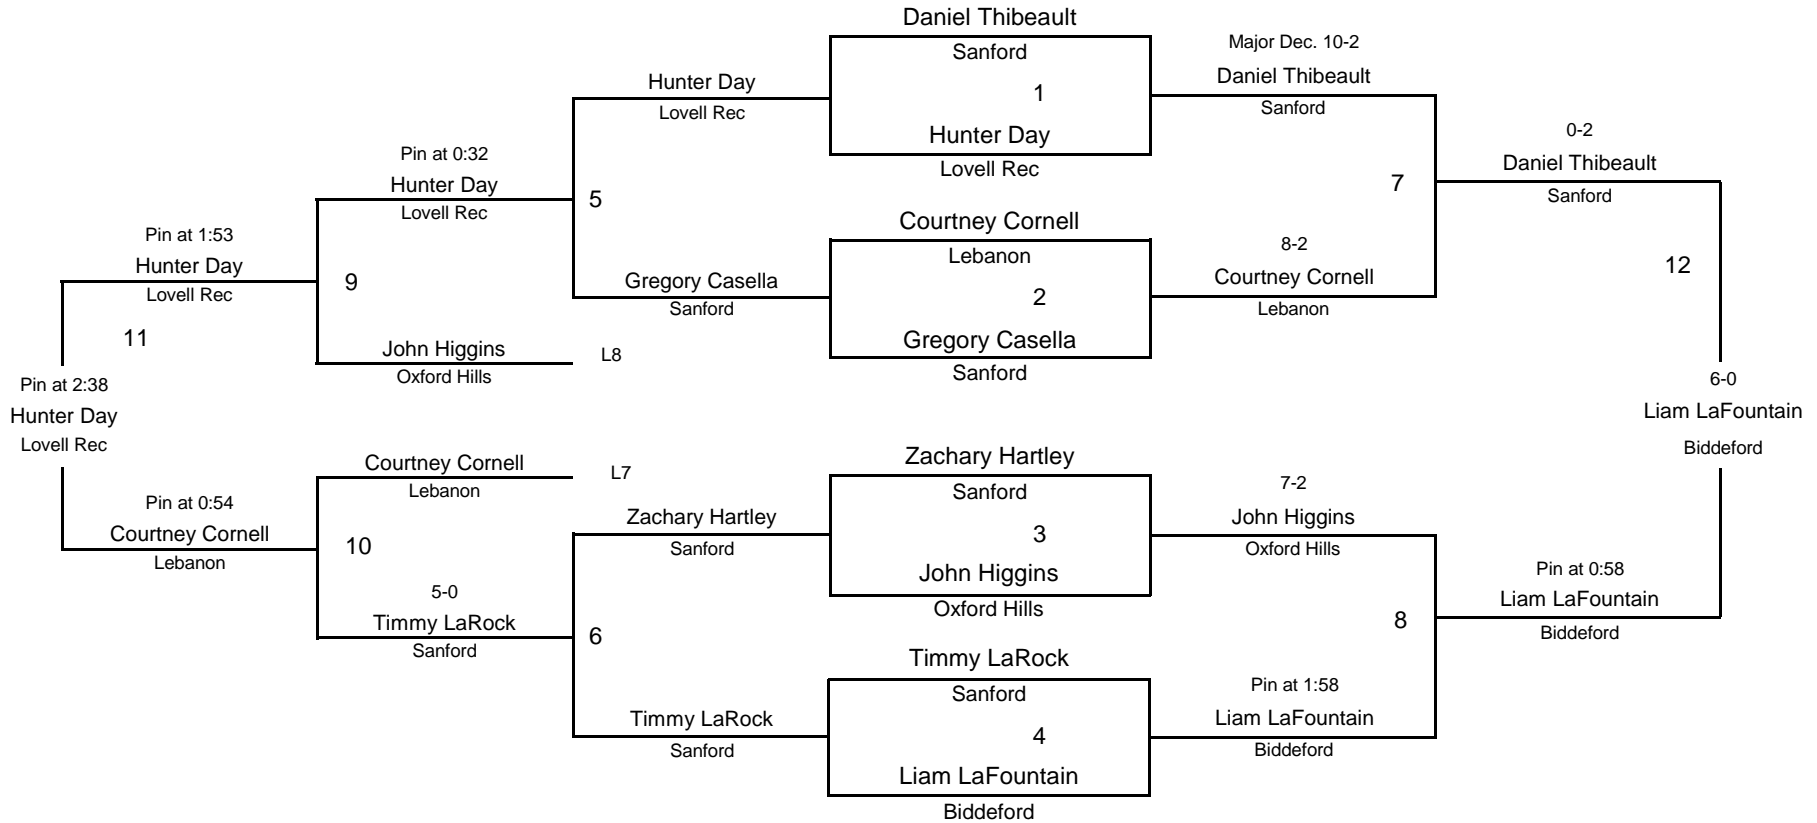 Daniel Thibeault
Sanford
1
Hunter Day
Lovell Rec
Major Dec. 10-2
Daniel Thibeault
Sanford
Hunter Day
Lovell Rec
0-2
Daniel Thibeault
Sanford
Pin at 0:32
Hunter Day
Lovell Rec
5
7
Courtney Cornell
Lebanon
2
Gregory Casella
Sanford
8-2
Courtney Cornell
Lebanon
Gregory Casella
Sanford
Pin at 1:53
Hunter Day
Lovell Rec
9
12
11
John Higgins
Oxford Hills
L8
Pin at 2:38
Hunter Day
Lovell Rec
6-0
Liam LaFountain
Biddeford
Courtney Cornell
Lebanon
L7
Zachary Hartley
Sanford
3
John Higgins
Oxford Hills
7-2
John Higgins
Oxford Hills
Pin at 0:54
Courtney Cornell
Lebanon
10
Zachary Hartley
Sanford
5-0
Timmy LaRock
Sanford
6
8
Pin at 0:58
Liam LaFountain
Biddeford
Timmy LaRock
Sanford
4
Liam LaFountain
Biddeford
Pin at 1:58
Liam LaFountain
Biddeford
Timmy LaRock
Sanford